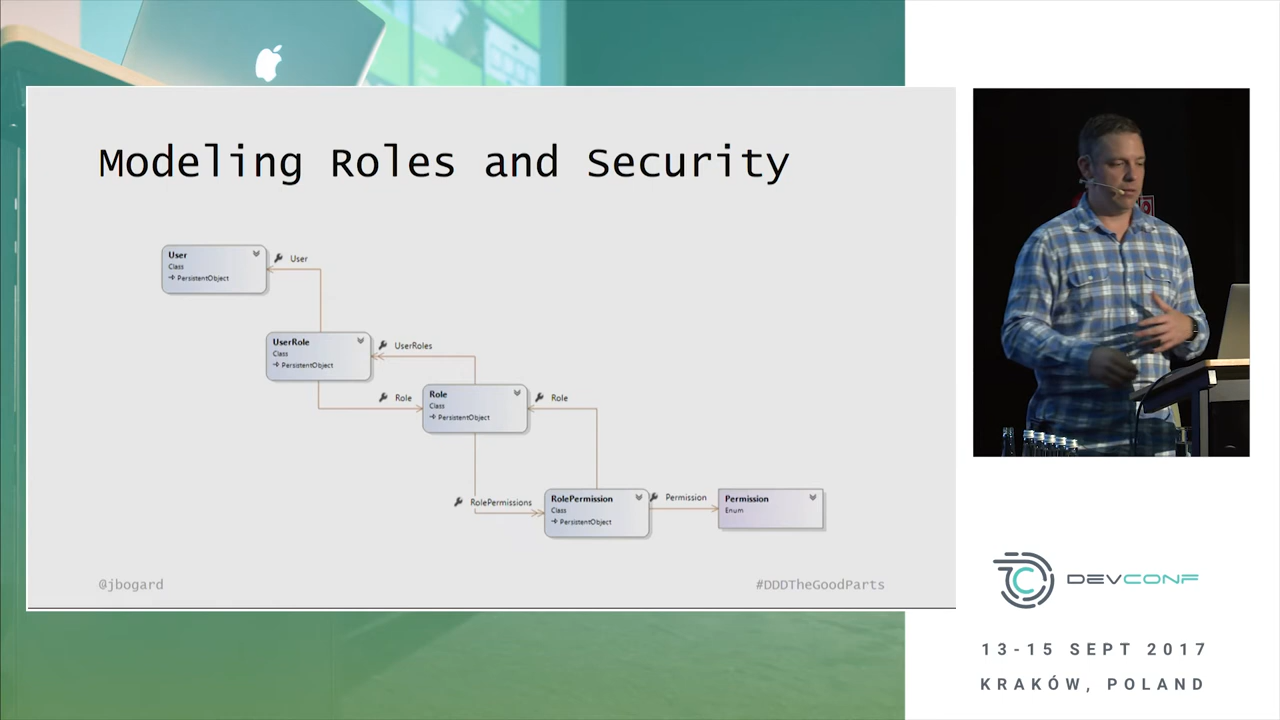 Modeling Roles and Security
User
Class
PersistentObject
User
UserRole
Class
PersistentObject
UserRoles
Role
Role
Class
PersistentObject
Role
RolePermissions
RolePermission
Class
PersistentObject
Permission
Permission
Enum
@jbogard
#DDDTheGoodParts
DEVCONF
13-15 SEPT 2017
KRAKÓW, POLAND